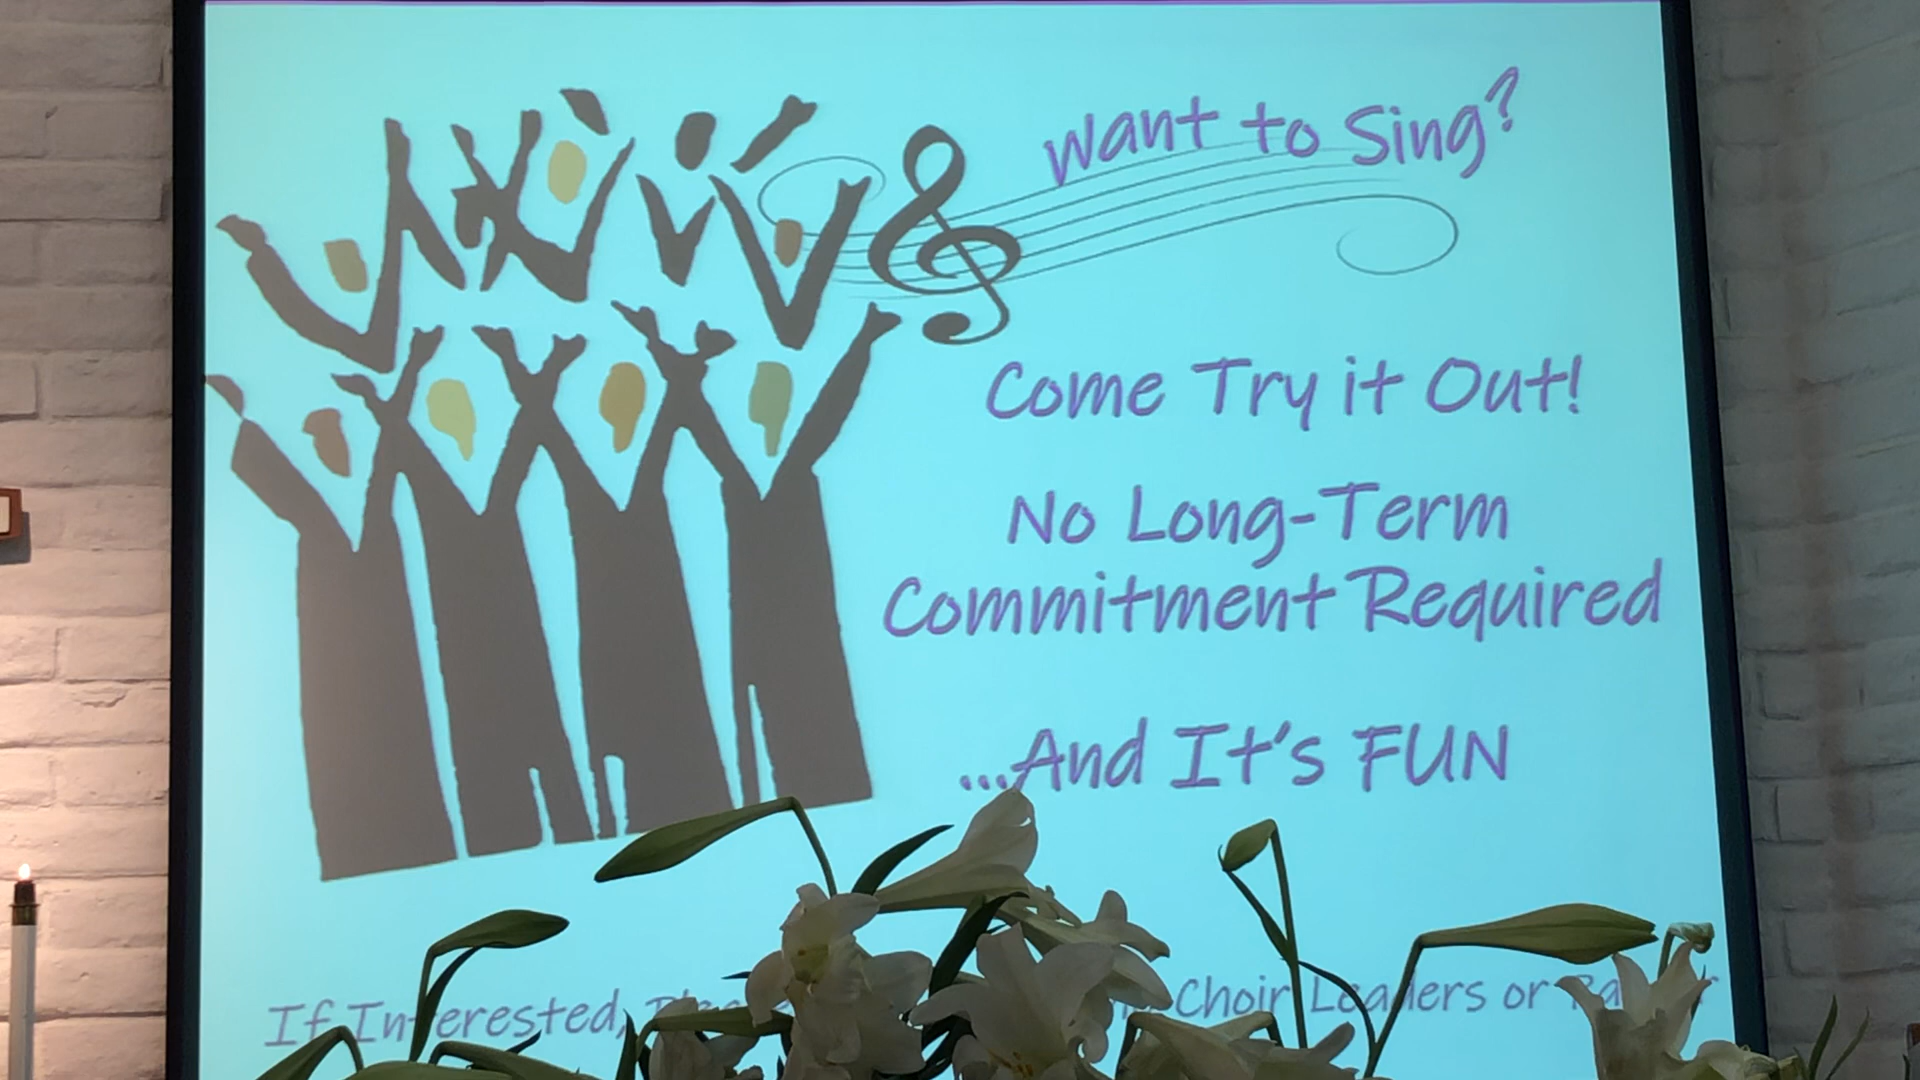 Want to Sing?
Come Try it Out!
No Long-Term
Commitment Required
...And It's FUN
If Interested, Choir Leaders or